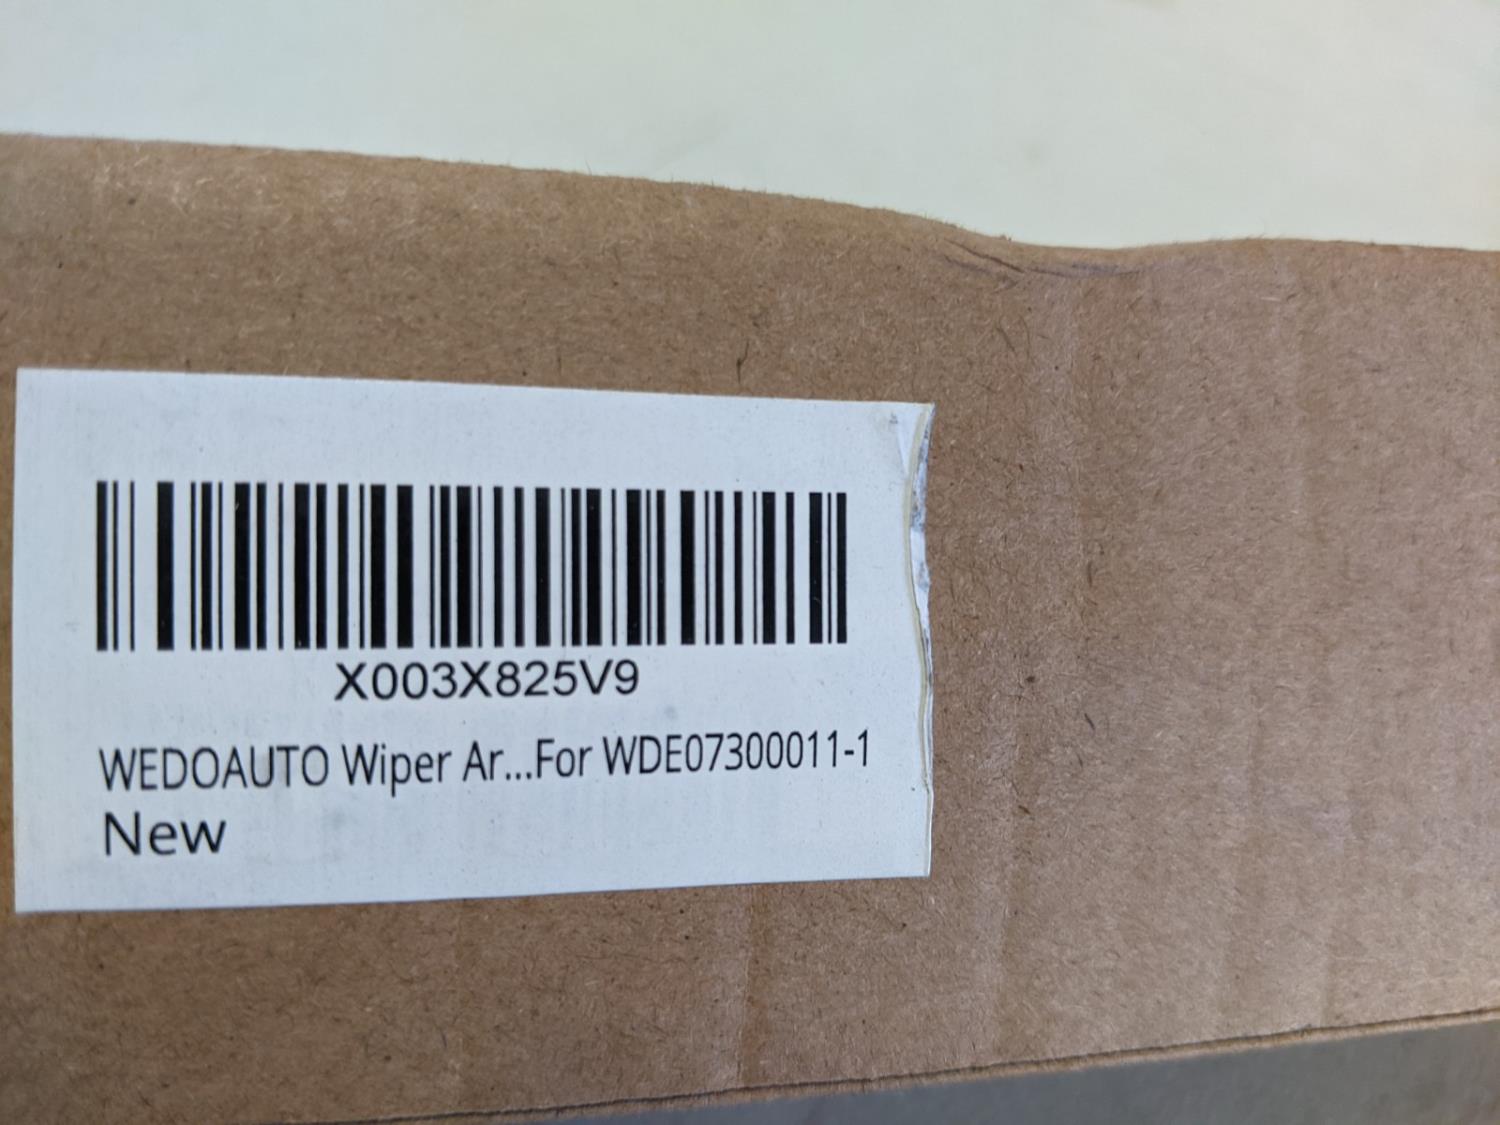 X003X825V9
WEDOAUTO Wiper Ar...For WDE07300011-1
New